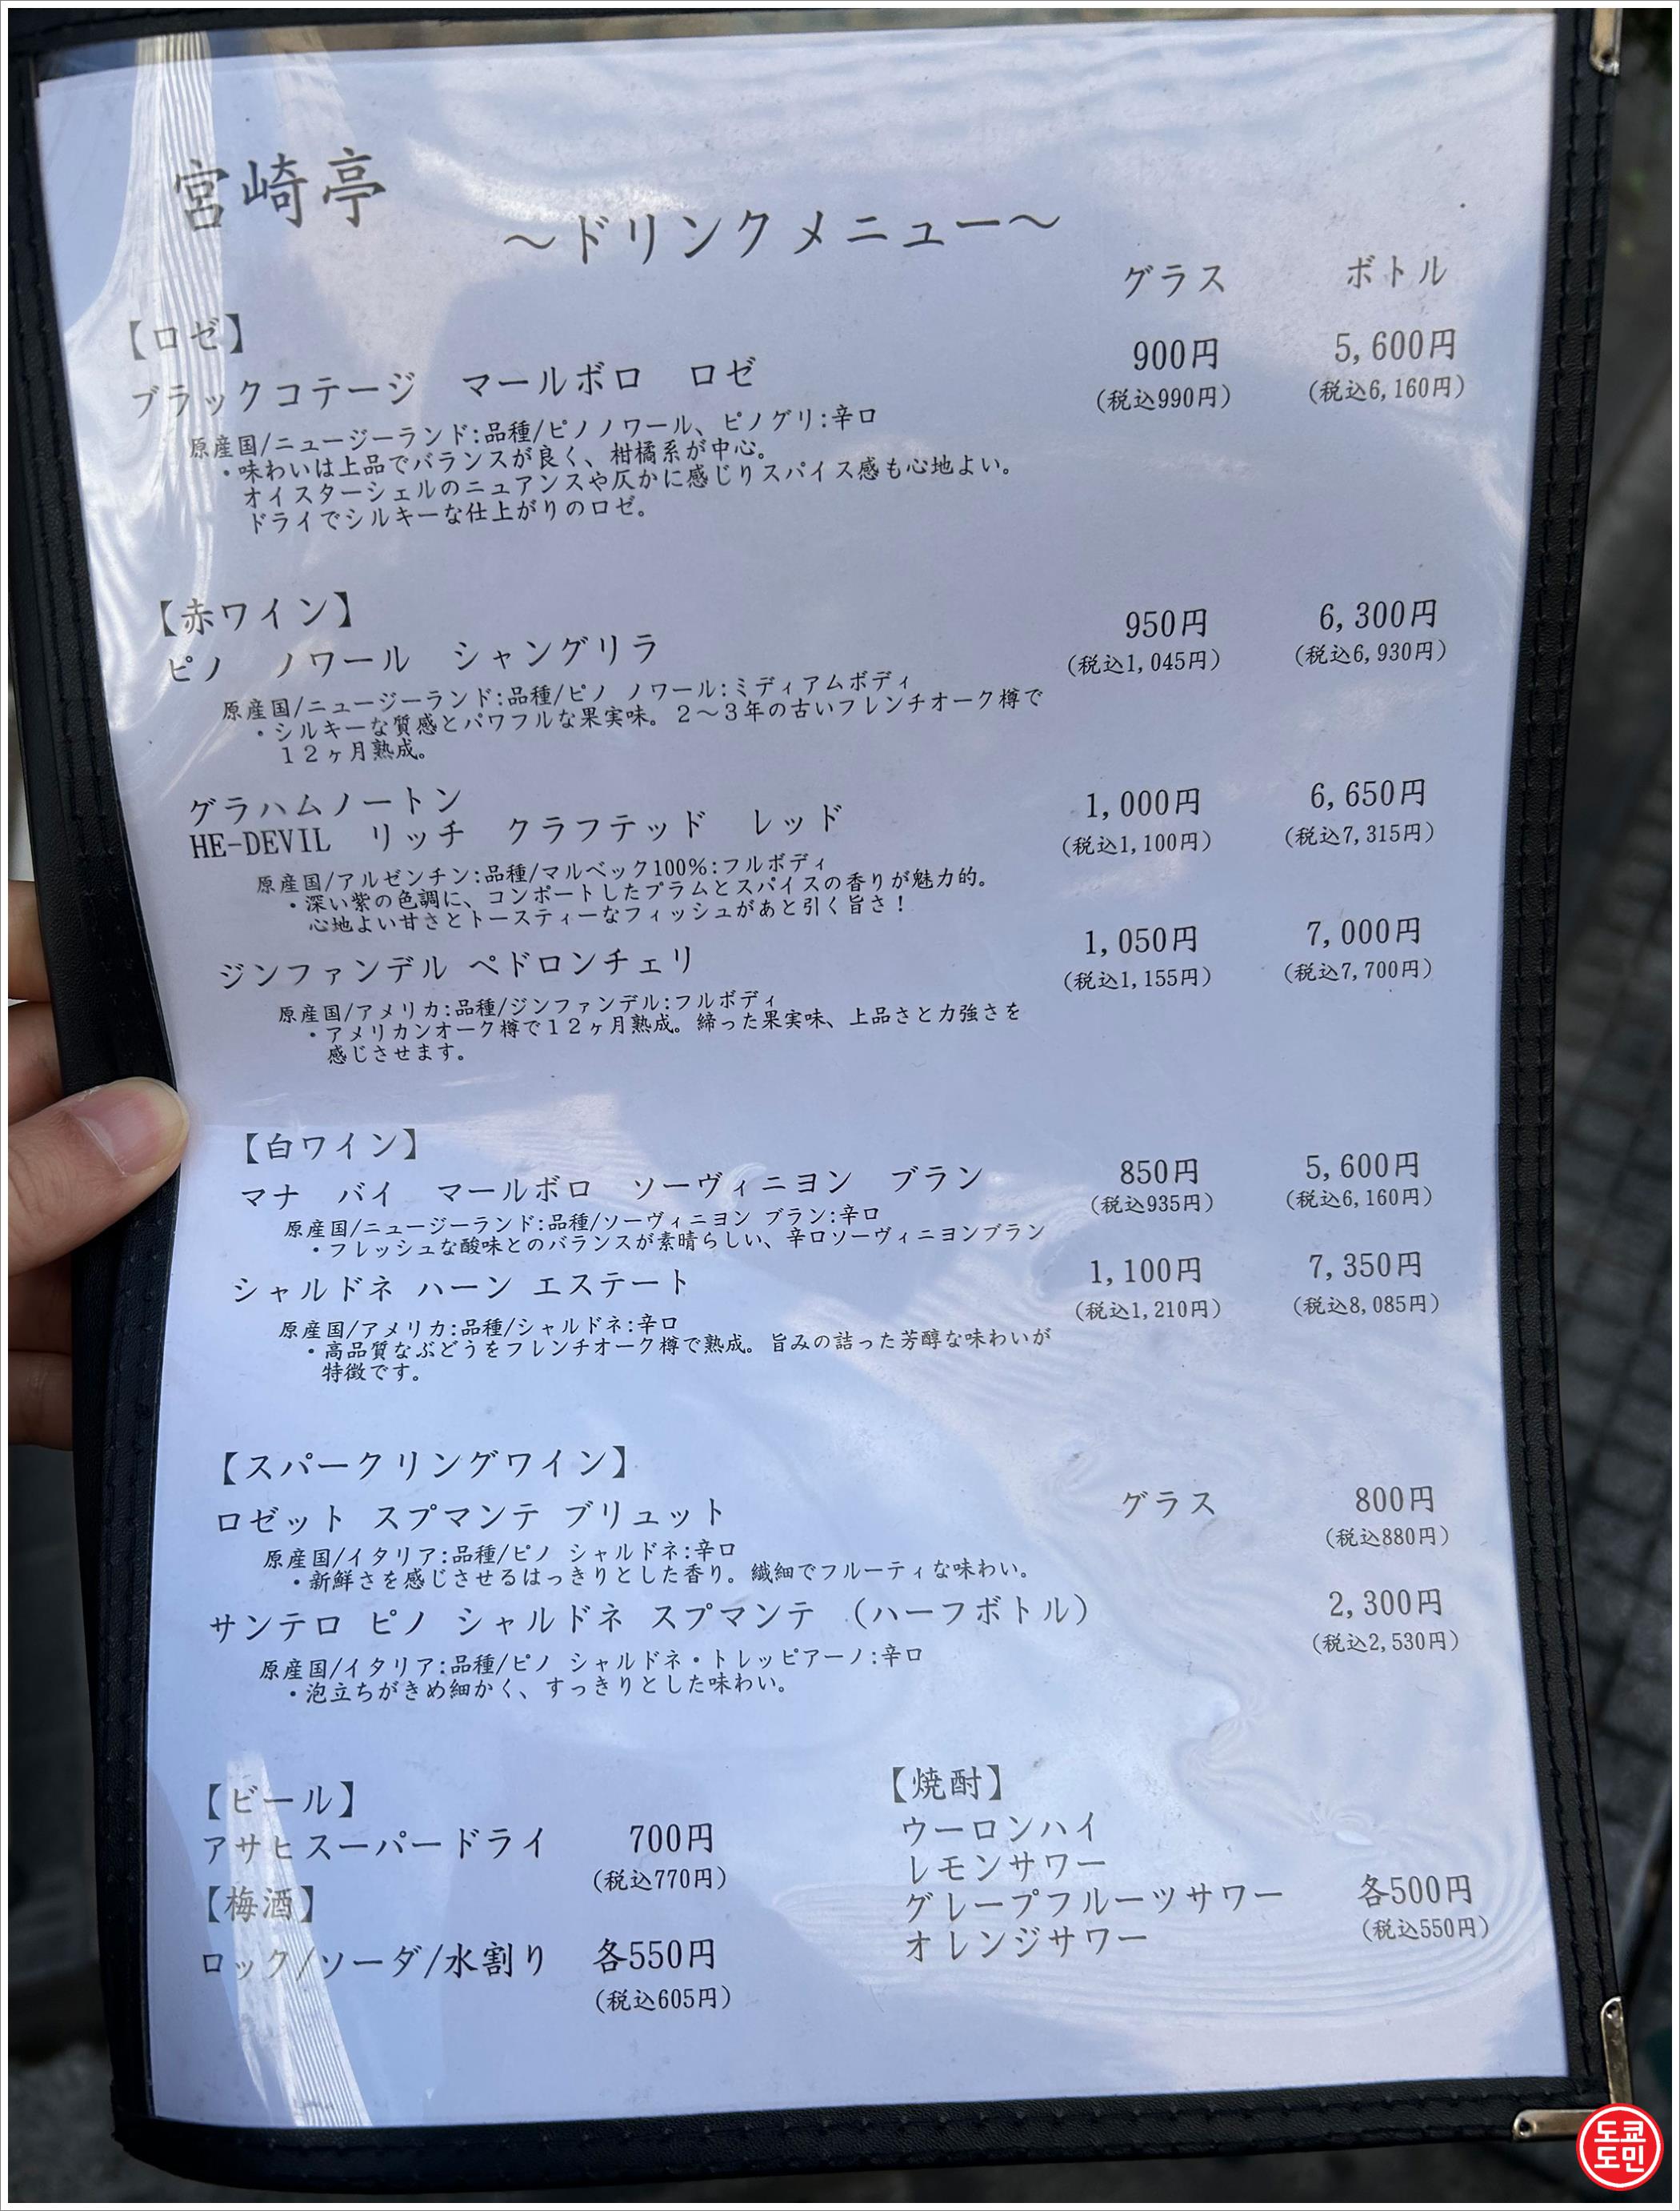 宮崎亭
～ドリンクメニュー～
グラス ボトル
【ロゼ】
ブラックコテージ マールボロ ロゼ 900円 5,600円
(税込990円) (税込6,160円)
原産国/ニュージーランド:品種/ピノノワール、ピノグリ:辛口
・味わいは上品でバランスが良く、柑橘系が中心。
オイスターシェルのニュアンスや仄かに感じりスパイス感も心地よい。
ドライでシルキーな仕上がりのロゼ。
【赤ワイン】
ピノ ノワール シャングリラ 950円 6,300円
(税込1,045円) (税込6,930円)
原産国/ニュージーランド:品種/ピノ ノワール:ミディアムボディ
・シルキーな質感とパワフルな果実味。２～３年の古いフレンチオーク樽で
１２ヶ月熟成。
グラハムノートン
HE-DEVIL リッチ クラフテッド レッド 1,000円 6,650円
(税込1,100円) (税込7,315円)
原産国/アルゼンチン:品種/マルベック100%:フルボディ
・深い紫の色調に、コンポートしたプラムとスパイスの香りが魅力的。
心地よい甘さとトースティーなフィッシュがあと引く旨さ！
ジンファンデル ペドロンチェリ 1,050円 7,000円
(税込1,155円) (税込7,700円)
原産国/アメリカ:品種/ジンファンデル:フルボディ
・アメリカンオーク樽で１２ヶ月熟成。締った果実味、上品さと力強さを
感じさせます。
【白ワイン】
マナ バイ マールボロ ソーヴィニヨン ブラン 850円 5,600円
(税込935円) (税込6,160円)
原産国/ニュージーランド:品種/ソーヴィニヨン ブラン:辛口
・フレッシュな酸味とのバランスが素晴らしい、辛口ソーヴィニヨンブラン
シャルドネ ハーン エステート 1,100円 7,350円
(税込1,210円) (税込8,085円)
原産国/アメリカ:品種/シャルドネ:辛口
・高品質なぶどうをフレンチオーク樽で熟成。旨みの詰った芳醇な味わいが
特徴です。
【スパークリングワイン】
ロゼット スプマンテ ブリュット グラス 800円
(税込880円)
原産国/イタリア:品種/ピノ シャルドネ:辛口
・新鮮さを感じさせるはっきりとした香り。繊細でフルーティな味わい。
サンテロ ピノ シャルドネ スプマンテ （ハーフボトル） 2,300円
(税込2,530円)
原産国/イタリア:品種/ピノ シャルドネ・トレッピアーノ:辛口
・泡立ちがきめ細かく、すっきりとした味わい。
【ビール】
アサヒスーパードライ 700円
(税込770円)
【梅酒】
ロック/ソーダ/水割り 各550円
(税込605円)
【焼酎】
ウーロンハイ
レモンサワー
グレープフルーツサワー 各500円
オレンジサワー (税込550円)
도쿄
도민